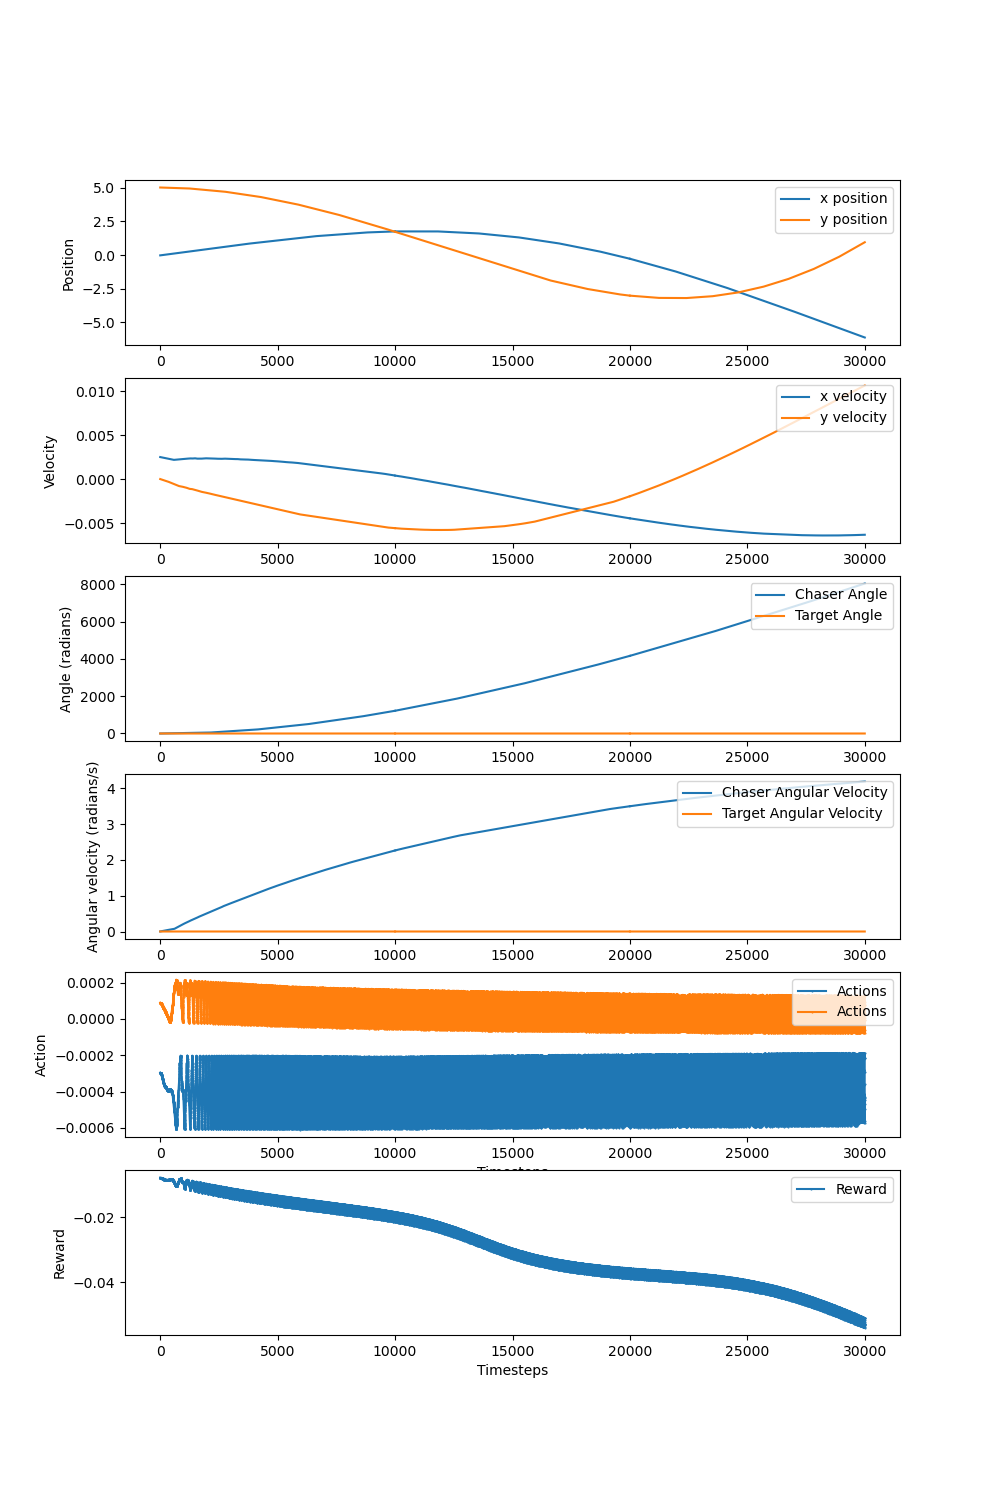 5.0
2.5
0.0
−2.5
−5.0
Position
x position
y position
0 5000 10000 15000 20000 25000 30000
0.010
0.005
0.000
−0.005
Velocity
x velocity
y velocity
0 5000 10000 15000 20000 25000 30000
8000
6000
4000
2000
0
Angle (radians)
Chaser Angle
Target Angle
0 5000 10000 15000 20000 25000 30000
4
3
2
1
0
Angular velocity (radians/s)
Chaser Angular Velocity
Target Angular Velocity
0 5000 10000 15000 20000 25000 30000
0.0002
0.0000
−0.0002
−0.0004
−0.0006
Action
Actions
Actions
0 5000 10000 15000 20000 25000 30000
Timesteps
−0.02
−0.04
Reward
Reward
0 5000 10000 15000 20000 25000 30000
Timesteps